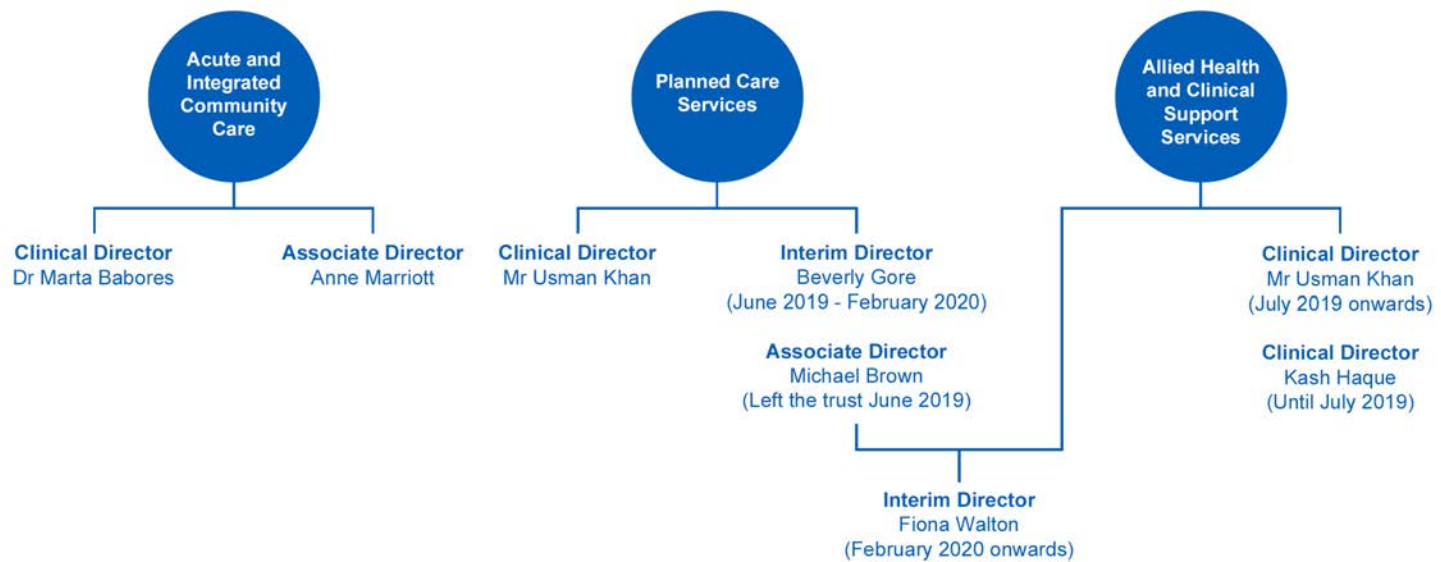 Acute and
Integrated
Community
Care
Planned Care
Services
Allied Health
and Clinical
Support
Services
Clinical Director
Dr Marta Babores
Associate Director
Anne Marriott
Clinical Director
Mr Usman Khan
Interim Director
Beverly Gore
(June 2019 - February 2020)
Associate Director
Michael Brown
(Left the trust June 2019)
Clinical Director
Mr Usman Khan
(July 2019 onwards)
Clinical Director
Kash Haque
(Until July 2019)
Interim Director
Fiona Walton
(February 2020 onwards)